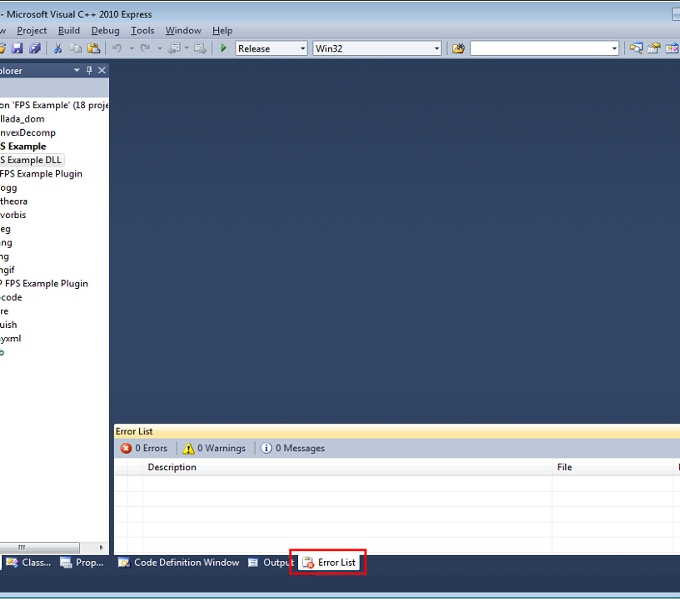 - Microsoft Visual C++ 2010 Express
w Project Build Debug Tools Window Help
Release Win32
plorer
on 'FPS Example' (18 proje
llada_dom
nvexDecomp
S Example
S Example DLL
FPS Example Plugin
ogg
theora
vorbis
eg
ng
ng
ngif
P FPS Example Plugin
code
re
uish
yxml
b
Error List
0 Errors 0 Warnings 0 Messages
Description File
Class... Prop... Code Definition Window Output Error List